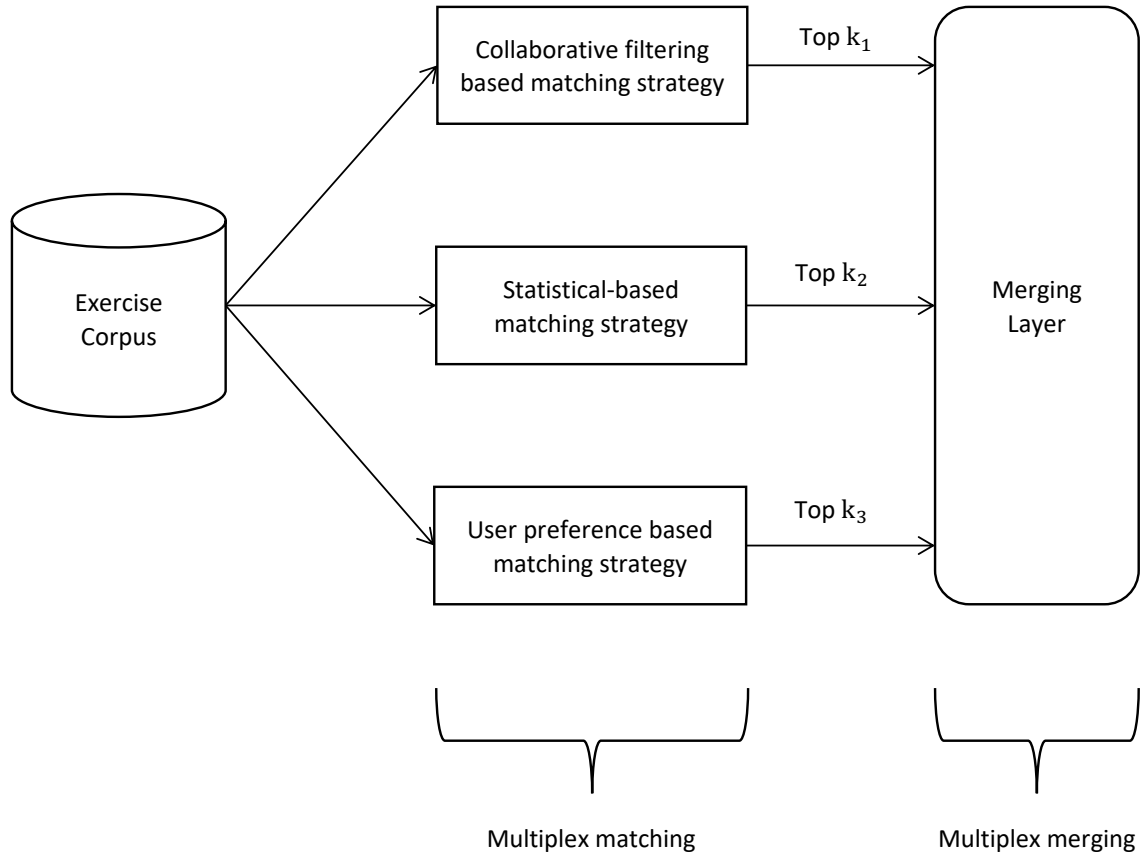 Collaborative filtering
based matching strategy
Top k₁
Exercise
Corpus
Statistical-based
matching strategy
Top k₂
Merging
Layer
User preference based
matching strategy
Top k₃
Multiplex matching
Multiplex merging